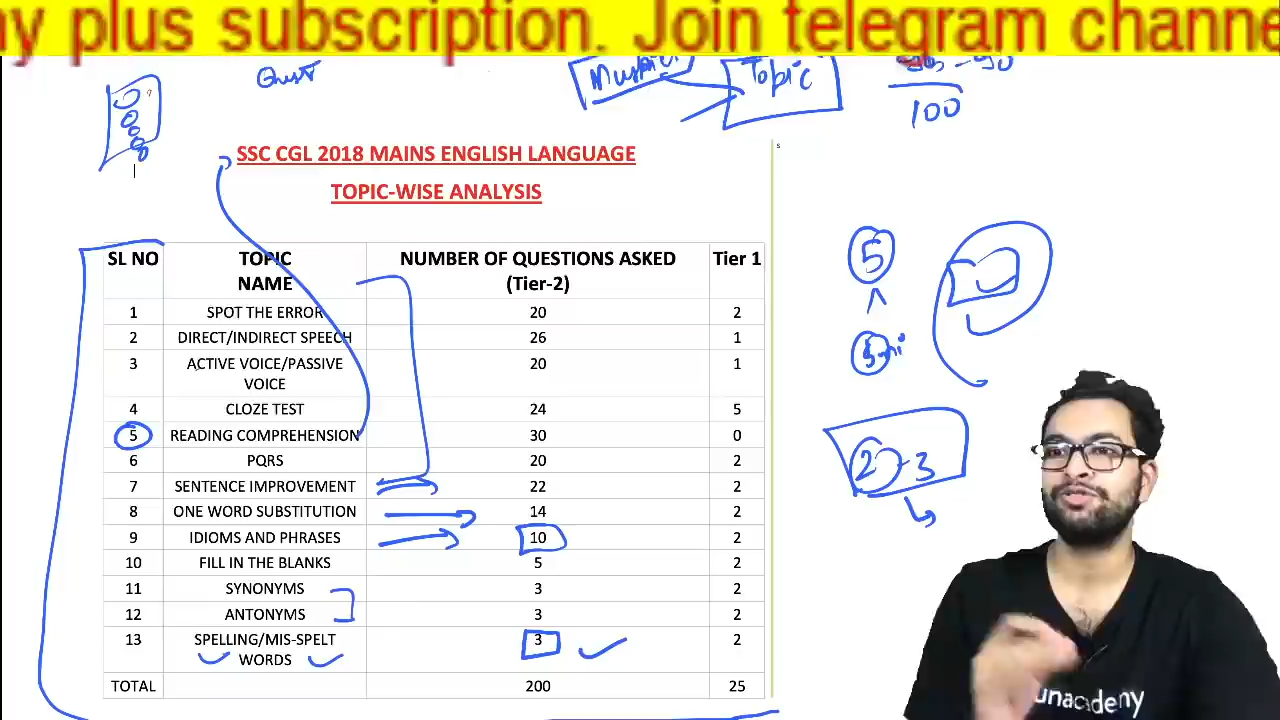 ny plus subscription. Join telegram channe
Quest
Topic
100
SSC CGL 2018 MAINS ENGLISH LANGUAGE
TOPIC-WISE ANALYSIS
SL NO TOPIC NAME NUMBER OF QUESTIONS ASKED (Tier-2) Tier 1
1 SPOT THE ERROR 20 2
2 DIRECT/INDIRECT SPEECH 26 1
3 ACTIVE VOICE/PASSIVE VOICE 20 1
4 CLOZE TEST 24 5
5 READING COMPREHENSION 30 0
6 PQRS 20 2
7 SENTENCE IMPROVEMENT 22 2
8 ONE WORD SUBSTITUTION 14 2
9 IDIOMS AND PHRASES 10 2
10 FILL IN THE BLANKS 5 2
11 SYNONYMS 3 2
12 ANTONYMS 3 2
13 SPELLING/MIS-SPELT WORDS 3 2
TOTAL 200 25
5
2-3
unacademy